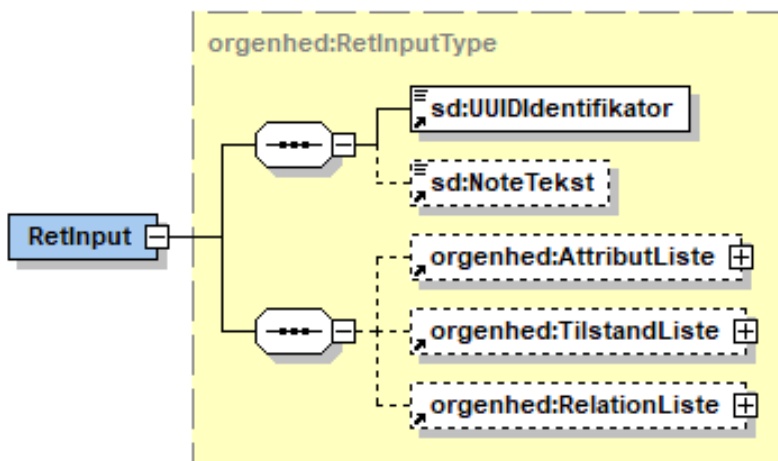 orgenhed:RetInputType
sd:UUIDIdentifikator
sd:NoteTekst
RetInput
orgenhed:AttributListe
orgenhed:TilstandListe
orgenhed:RelationListe